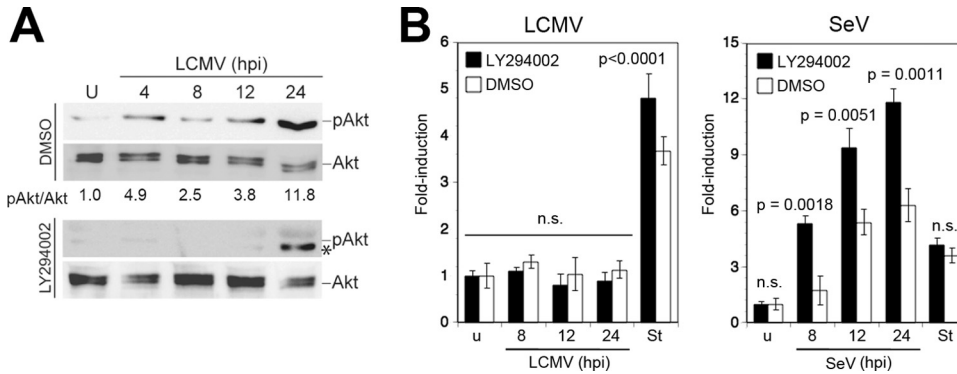 A
LCMV (hpi)
U 4 8 12 24
DMSO
pAkt
Akt
pAkt/Akt 1.0 4.9 2.5 3.8 11.8
LY294002
pAkt
*
Akt
B
LCMV
Fold-induction
6
5
4
3
2
1
0
LY294002
DMSO
p<0.0001
n.s.
u 8 12 24 St
LCMV (hpi)
SeV
Fold-induction
15
12
9
6
3
0
LY294002
DMSO
p = 0.0011
p = 0.0051
p = 0.0018
n.s.
n.s.
u 8 12 24 St
SeV (hpi)